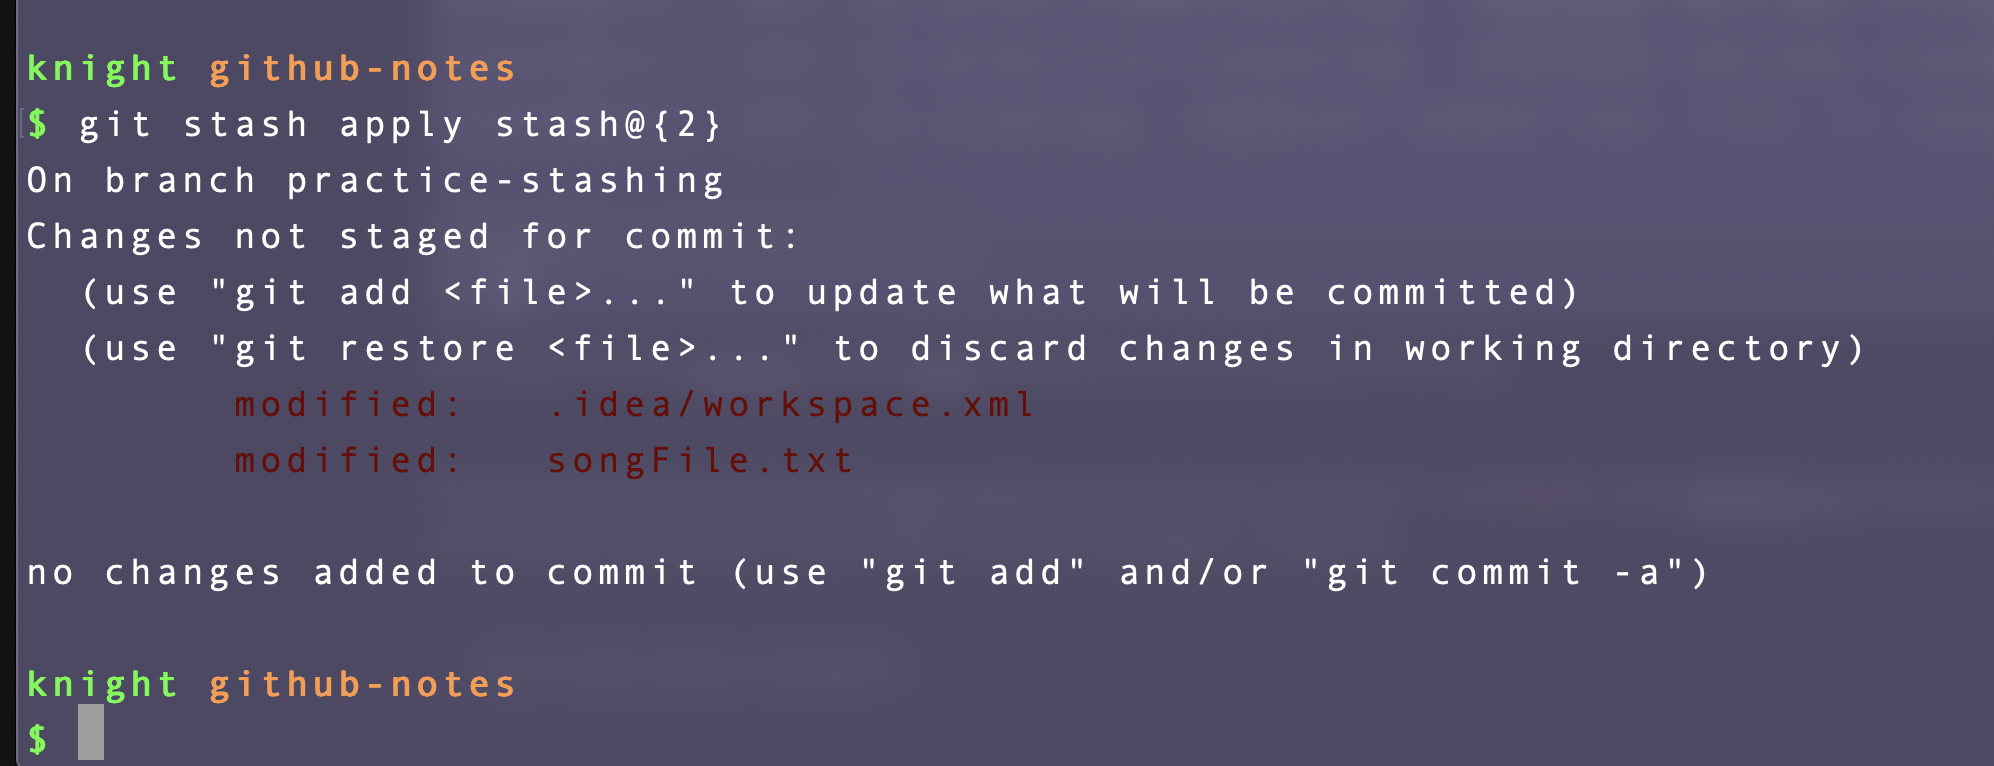 knight github-notes
$ git stash apply stash@{2}
On branch practice-stashing
Changes not staged for commit:
  (use "git add <file>..." to update what will be committed)
  (use "git restore <file>..." to discard changes in working directory)
        modified:   .idea/workspace.xml
        modified:   songFile.txt
no changes added to commit (use "git add" and/or "git commit -a")
knight github-notes
$